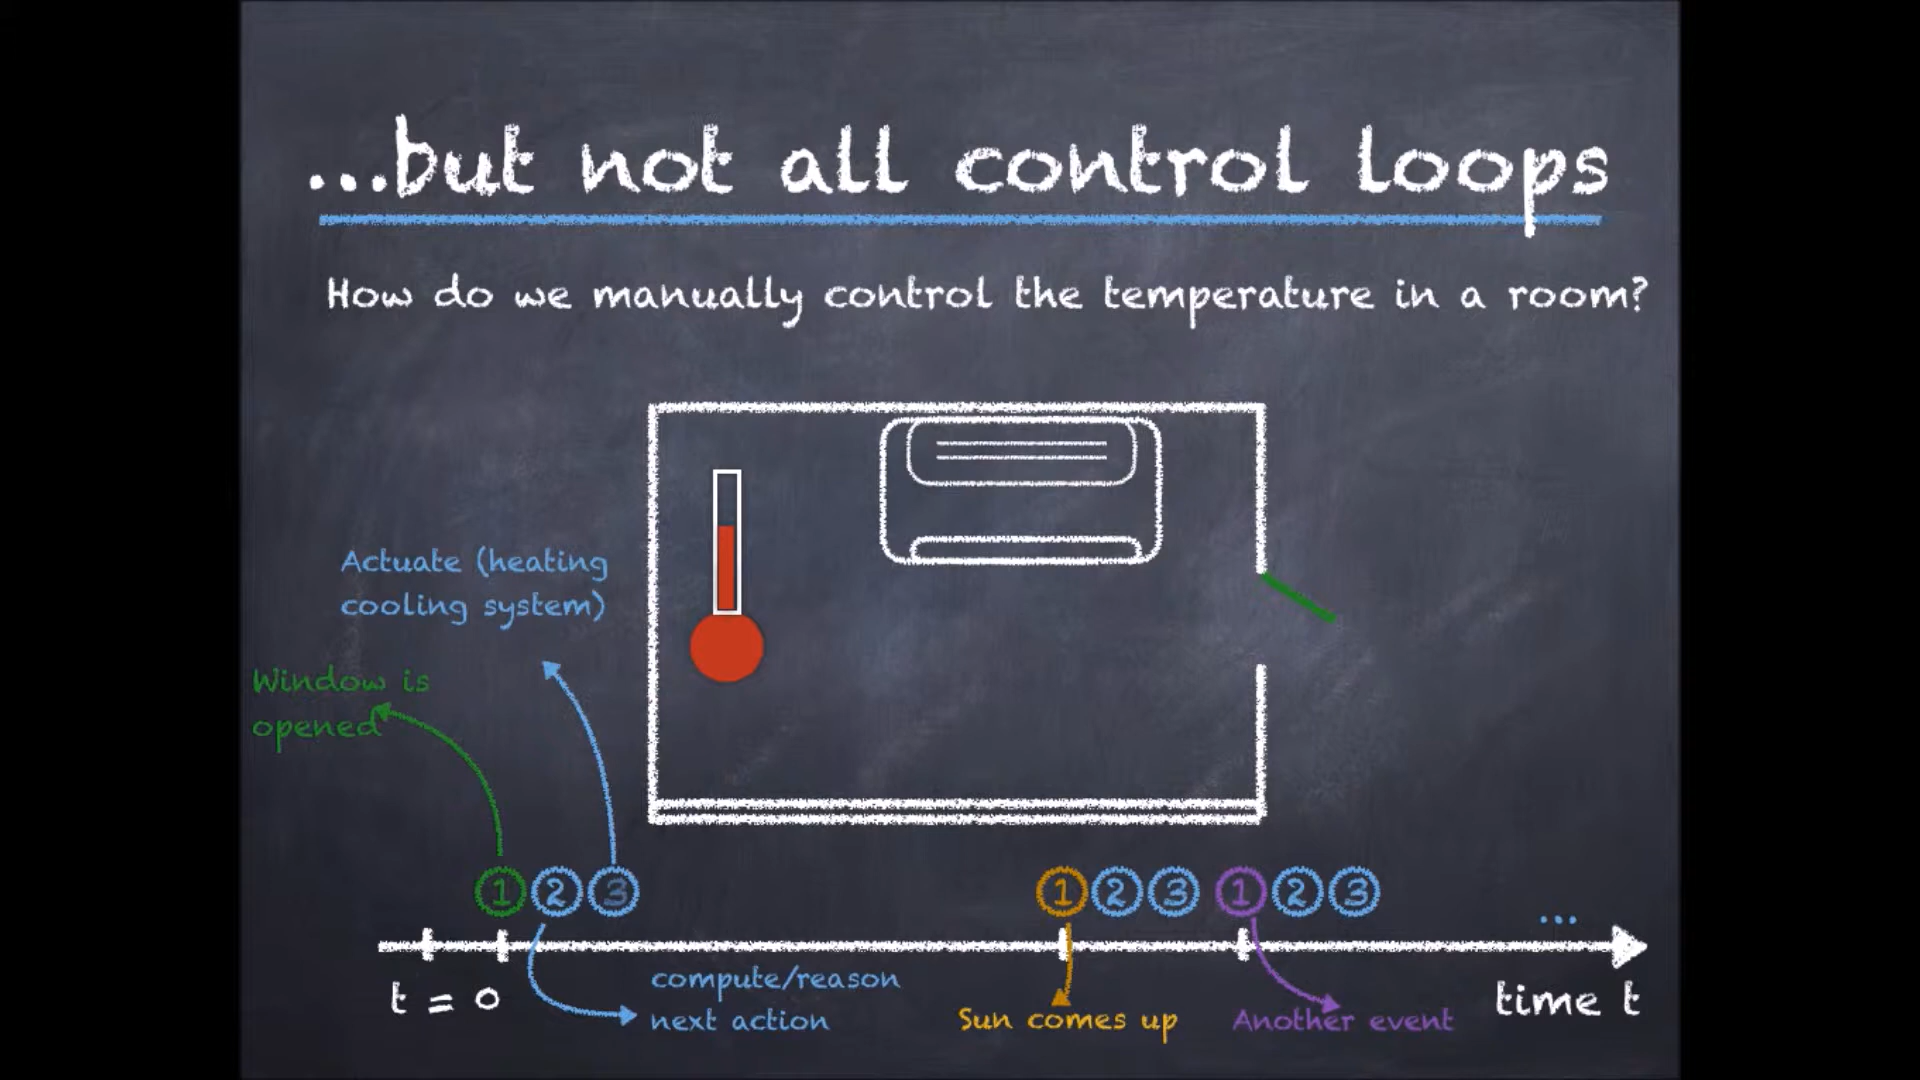 ...but not all control loops
How do we manually control the temperature in a room?
Actuate (heating
cooling system)
Window is
opened
1 2 3
1 2 3 1 2 3
...
t = 0
compute/reason
next action
Sun comes up
Another event
time t